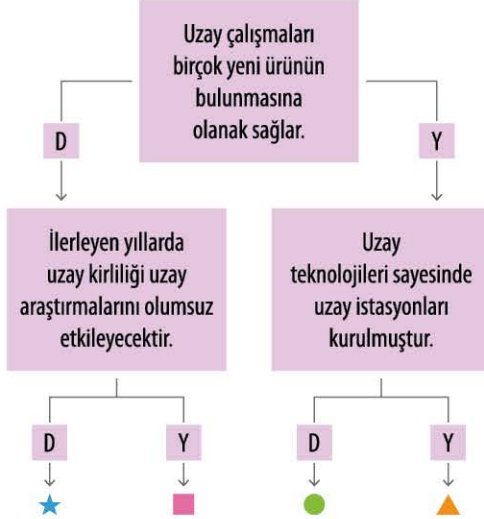 Uzay çalışmaları
birçok yeni ürünün
bulunmasına
olanak sağlar.
D
Y
İlerleyen yıllarda
uzay kirliliği uzay
araştırmalarını olumsuz
etkileyecektir.
Uzay
teknolojileri sayesinde
uzay istasyonları
kurulmuştur.
D
Y
D
Y